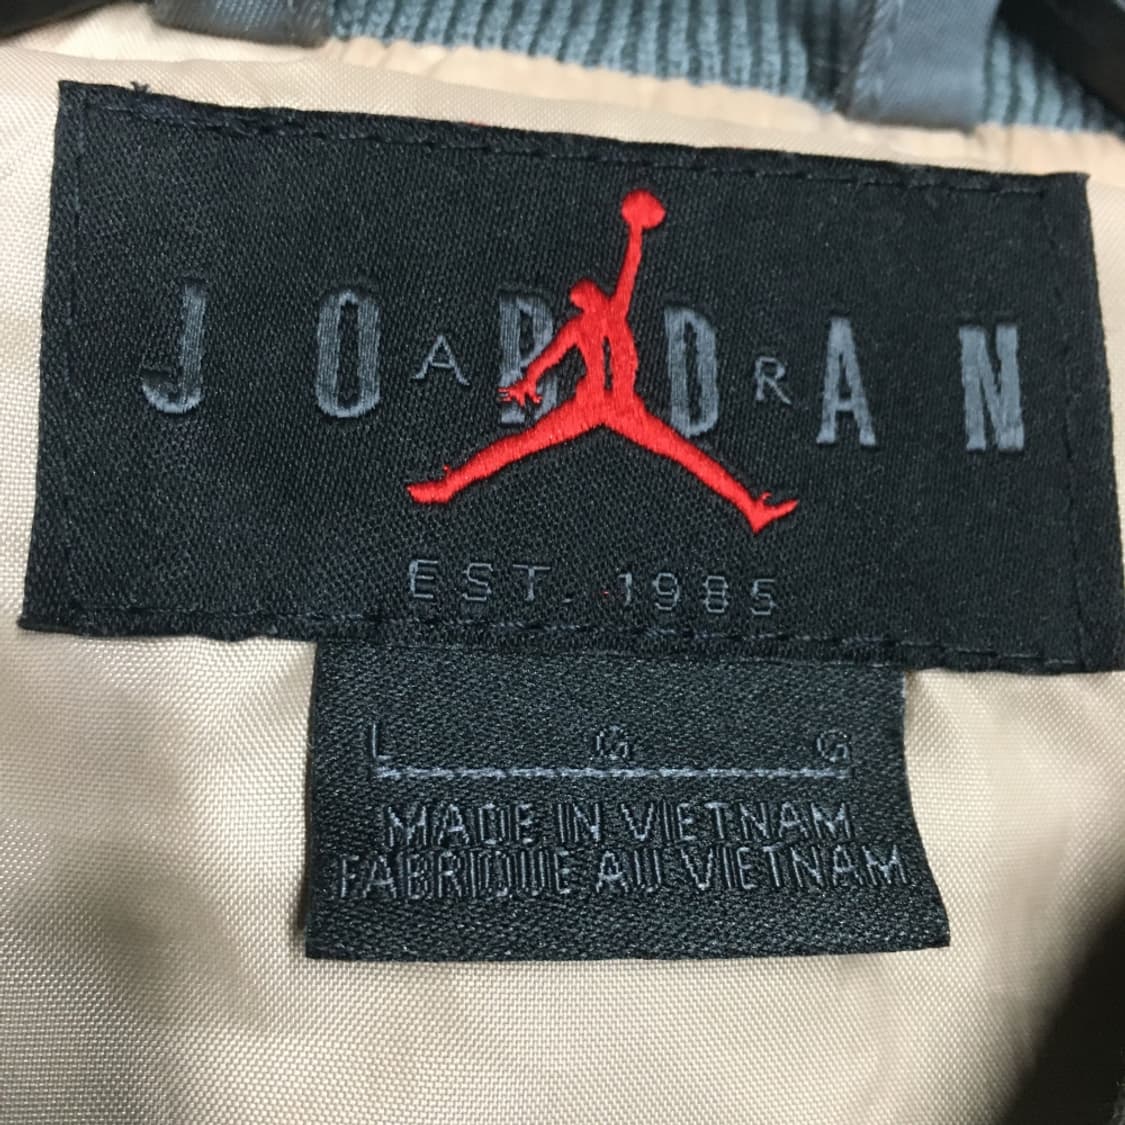 JORDAN
AIR
EST. 1985
L G G
MADE IN VIETNAM
FABRIQUE AU VIETNAM